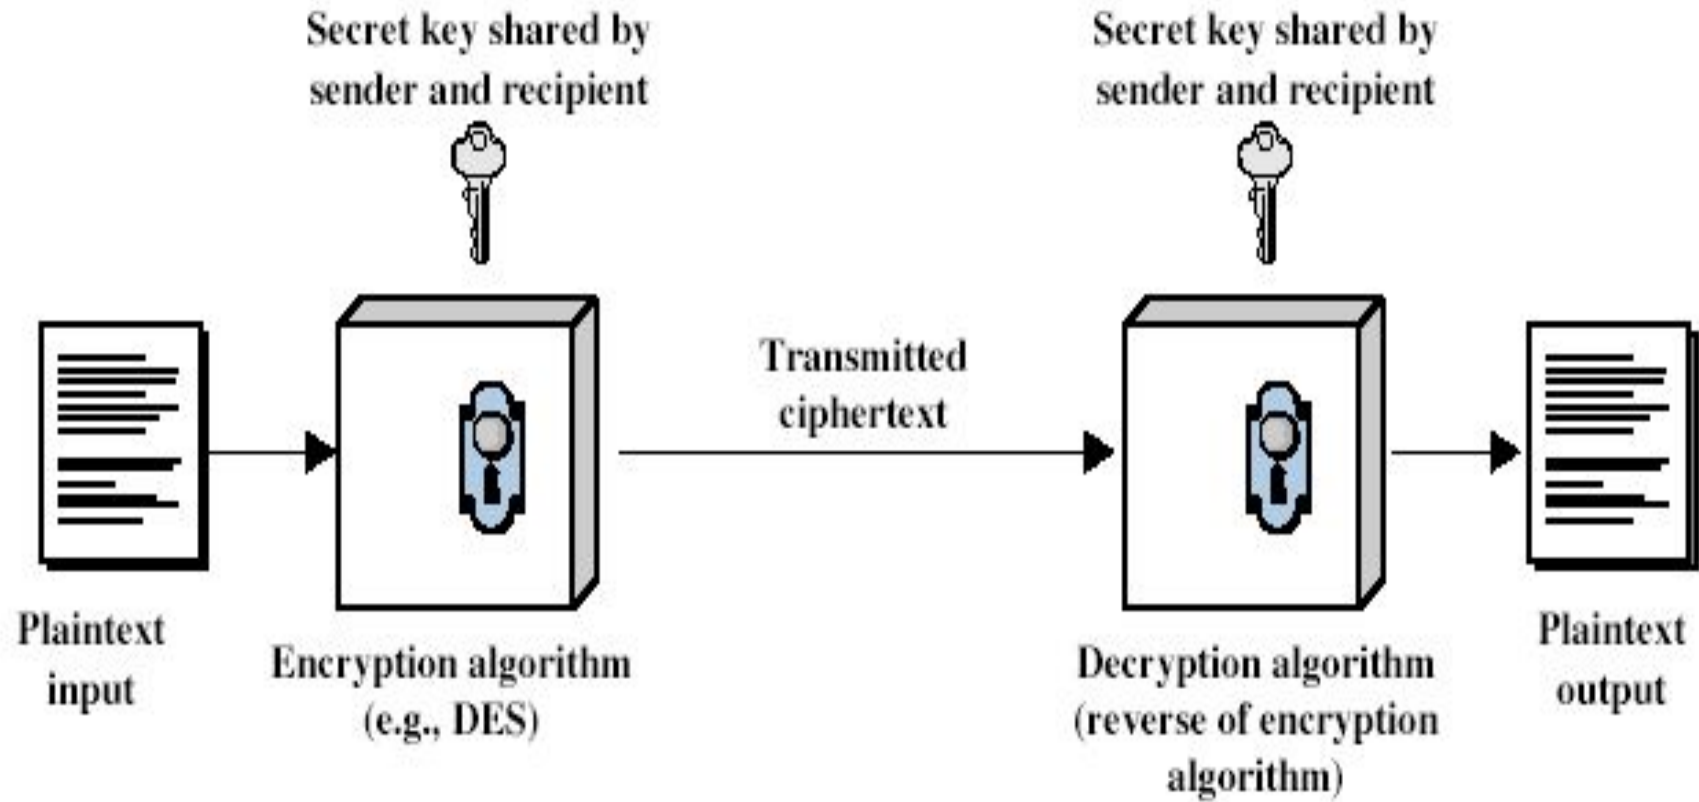 Secret key shared by
sender and recipient
Secret key shared by
sender and recipient
Transmitted
ciphertext
Plaintext
input
Encryption algorithm
(e.g., DES)
Decryption algorithm
(reverse of encryption
algorithm)
Plaintext
output